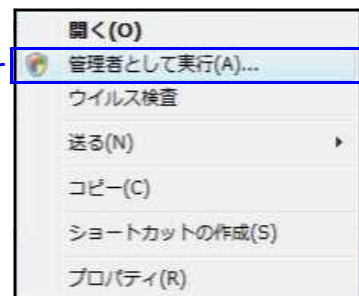 開く(O)
管理者として実行(A)...
ウイルス検査
送る(N)
コピー(C)
ショートカットの作成(S)
プロパティ(R)